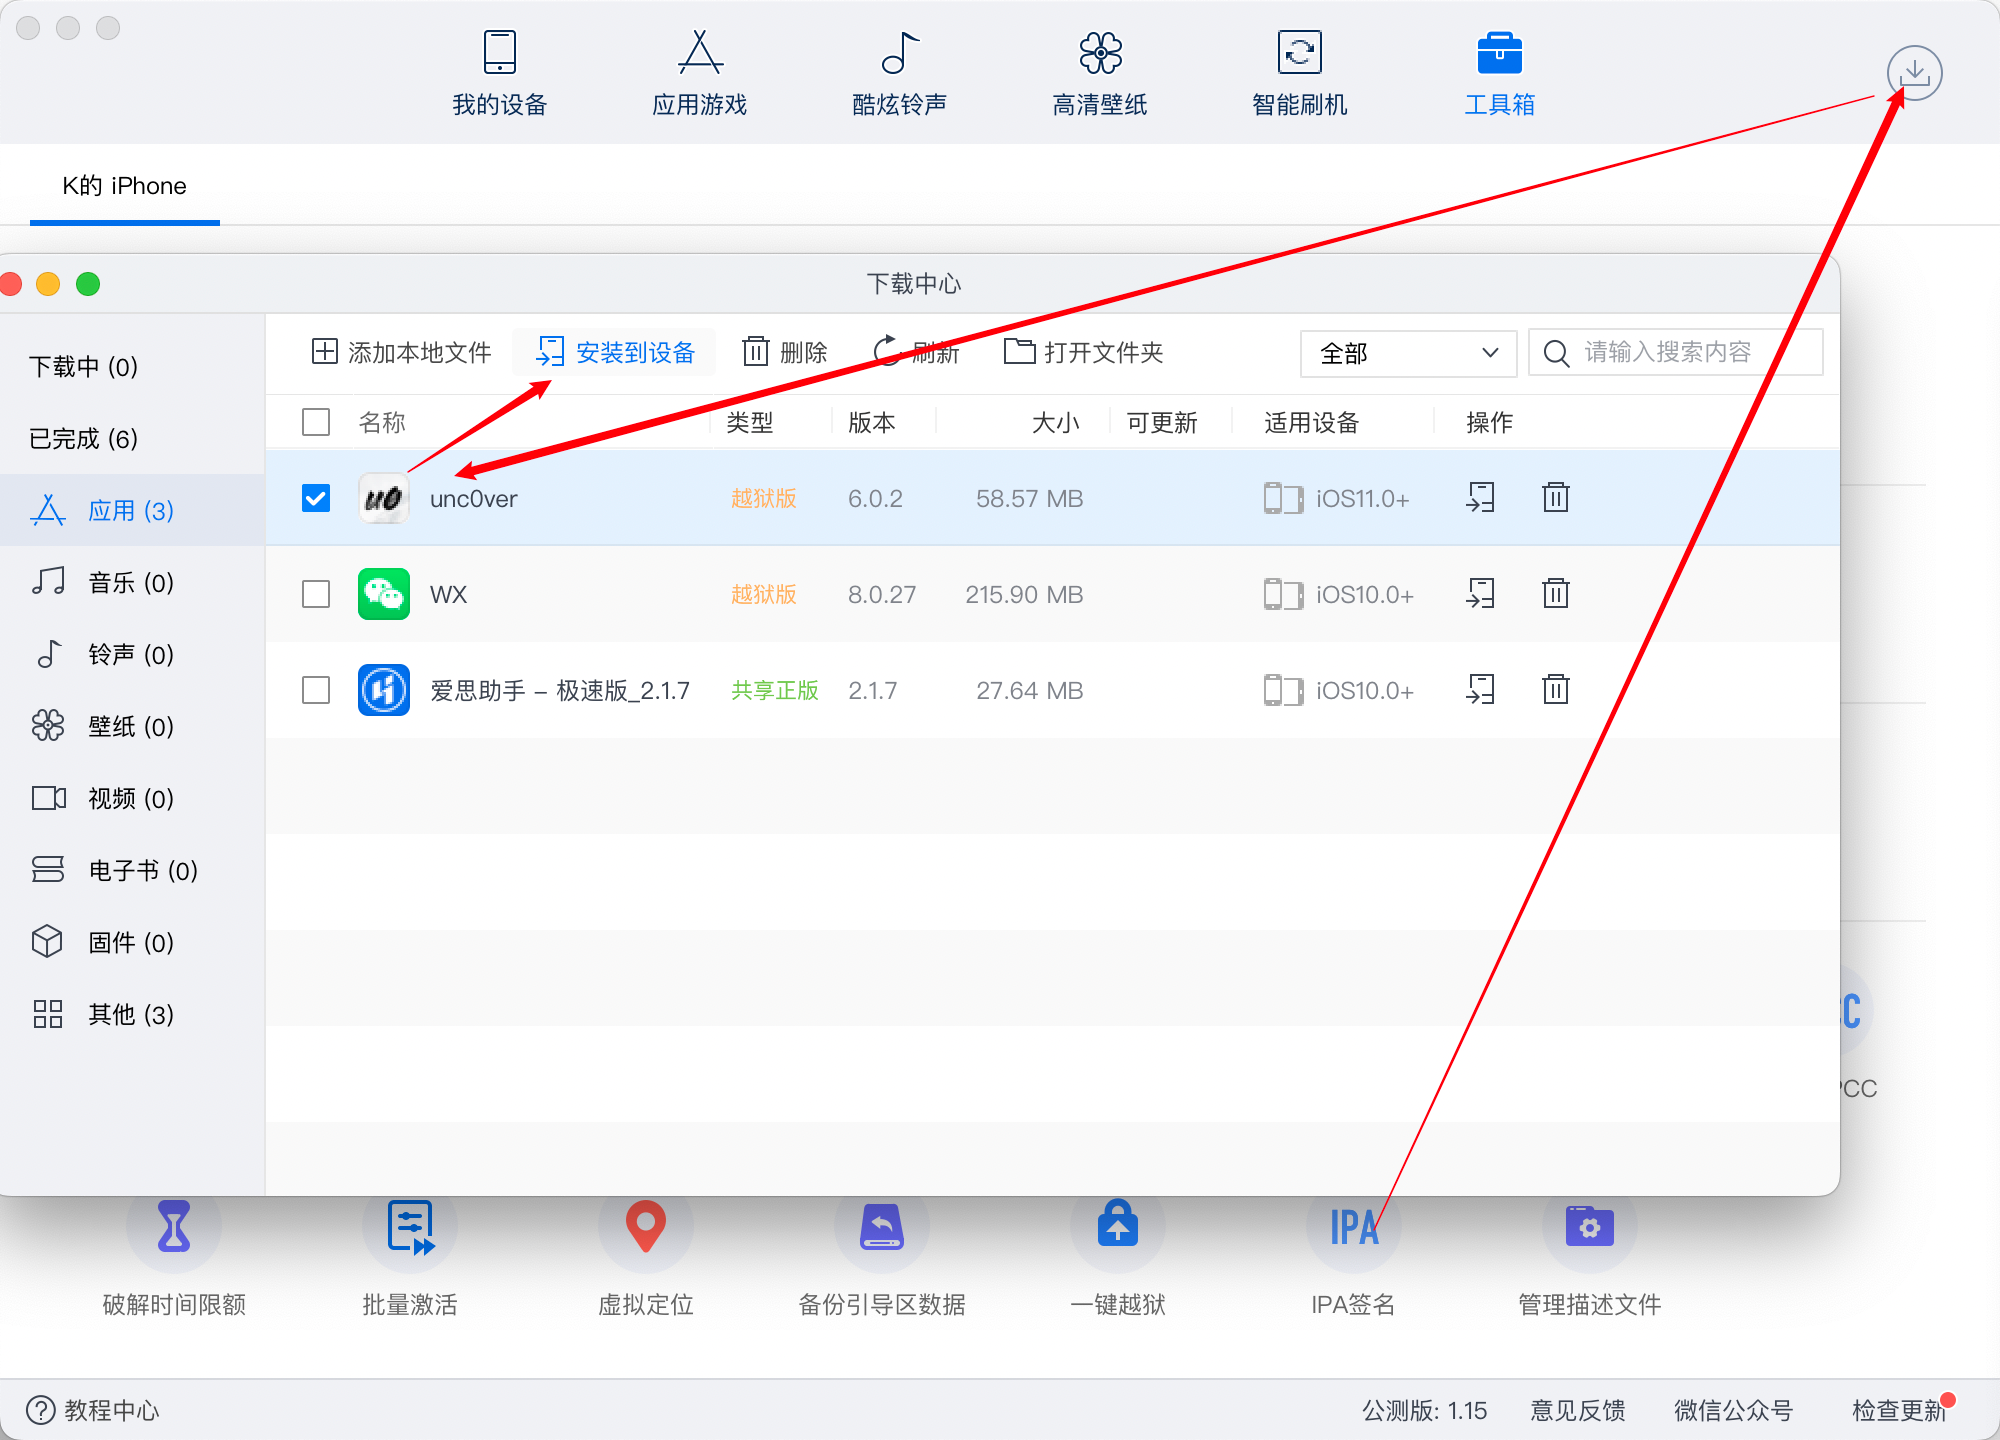 我的设备
应用游戏
酷炫铃声
高清壁纸
智能刷机
工具箱
K的 iPhone
下载中心
下载中 (0)
已完成 (6)
应用 (3)
音乐 (0)
铃声 (0)
壁纸 (0)
视频 (0)
电子书 (0)
固件 (0)
其他 (3)
添加本地文件
安装到设备
删除
刷新
打开文件夹
全部
请输入搜索内容
名称 类型 版本 大小 可更新 适用设备 操作
u0 unc0ver 越狱版 6.0.2 58.57 MB iOS11.0+
WX 越狱版 8.0.27 215.90 MB iOS10.0+
爱思助手 – 极速版_2.1.7 共享正版 2.1.7 27.64 MB iOS10.0+
C
PCC
IPA
破解时间限额
批量激活
虚拟定位
备份引导区数据
一键越狱
IPA签名
管理描述文件
教程中心
公测版: 1.15
意见反馈
微信公众号
检查更新